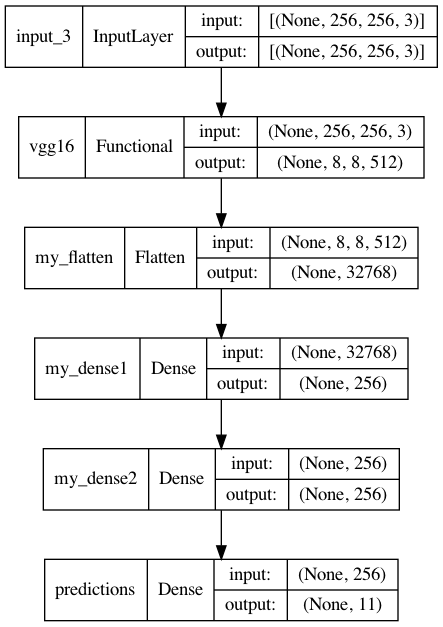 input_3 InputLayer input: [(None, 256, 256, 3)]
output: [(None, 256, 256, 3)]
vgg16 Functional input: (None, 256, 256, 3)
output: (None, 8, 8, 512)
my_flatten Flatten input: (None, 8, 8, 512)
output: (None, 32768)
my_dense1 Dense input: (None, 32768)
output: (None, 256)
my_dense2 Dense input: (None, 256)
output: (None, 256)
predictions Dense input: (None, 256)
output: (None, 11)